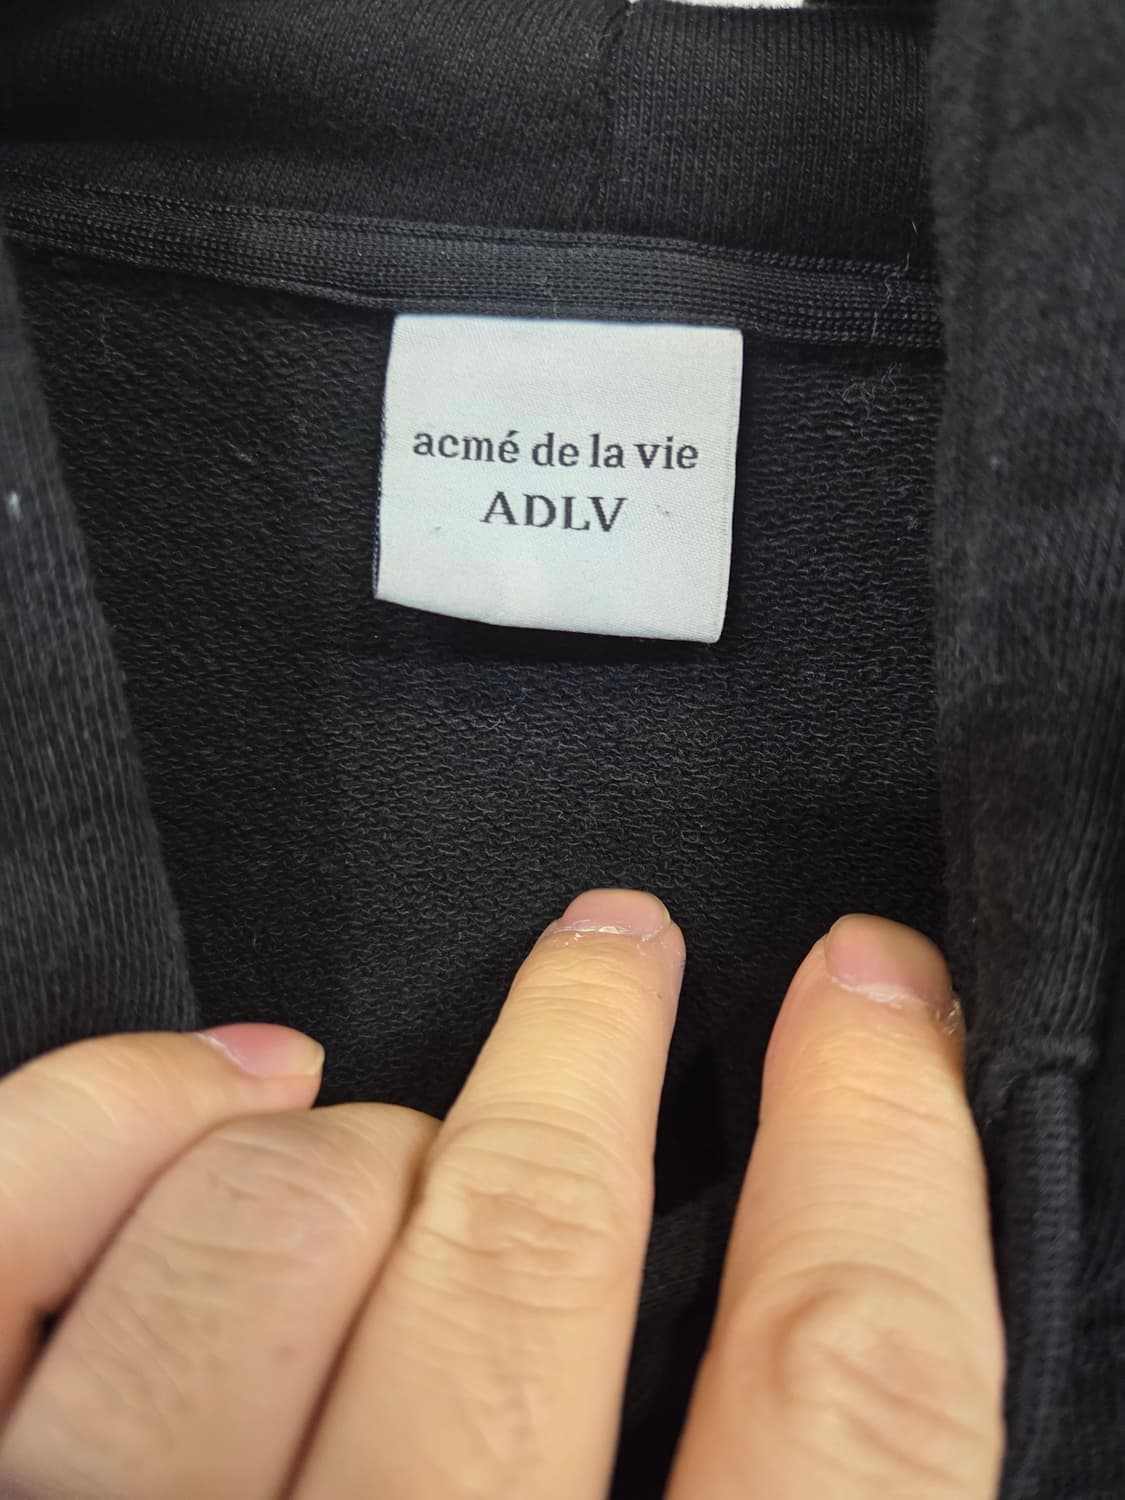 acmé de la vie
ADLV